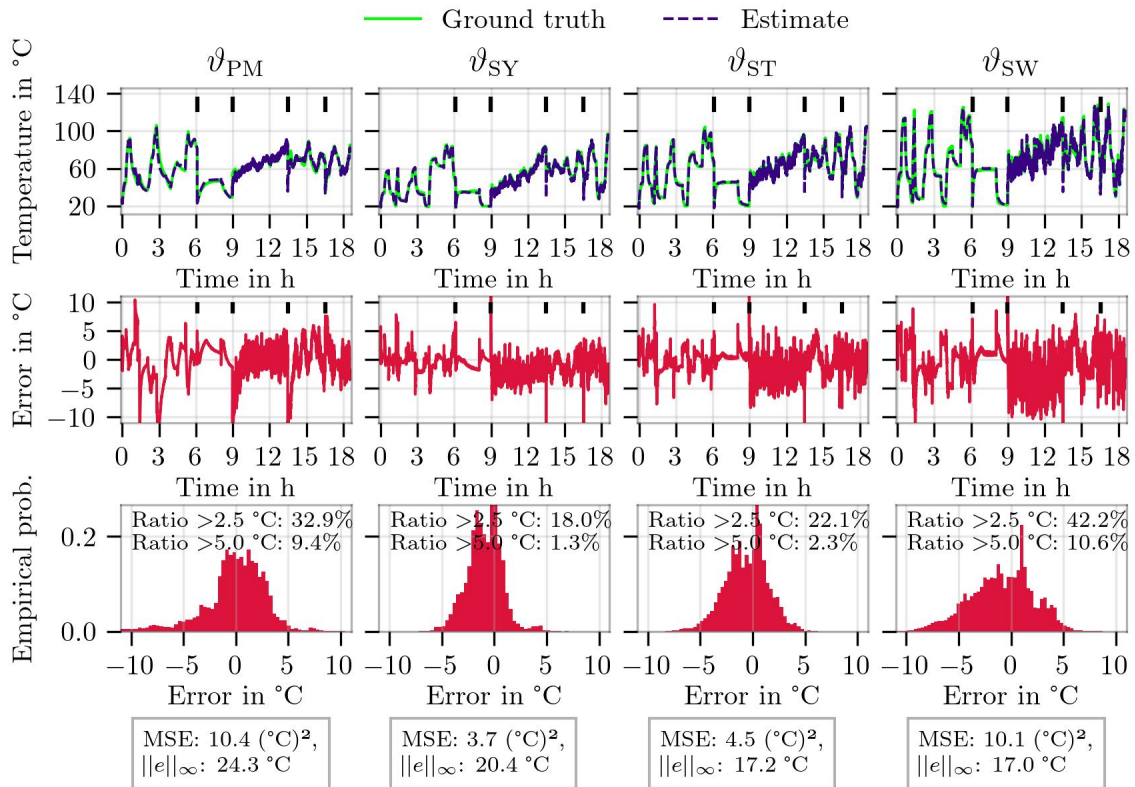 Ground truth Estimate
ϑPM ϑSY ϑST ϑSW
Temperature in °C
140
100
60
20
0 3 6 9 12 15 18 0 3 6 9 12 15 18 0 3 6 9 12 15 18 0 3 6 9 12 15 18
Time in h Time in h Time in h Time in h
Error in °C
10
5
0
−5
−10
0 3 6 9 12 15 18 0 3 6 9 12 15 18 0 3 6 9 12 15 18 0 3 6 9 12 15 18
Time in h Time in h Time in h Time in h
Empirical prob.
Ratio >2.5 °C: 32.9% Ratio >2.5 °C: 18.0% Ratio >2.5 °C: 22.1% Ratio >2.5 °C: 42.2%
Ratio >5.0 °C: 9.4% Ratio >5.0 °C: 1.3% Ratio >5.0 °C: 2.3% Ratio >5.0 °C: 10.6%
0.2
0.0
−10 −5 0 5 10 −10 −5 0 5 10 −10 −5 0 5 10 −10 −5 0 5 10
Error in °C Error in °C Error in °C Error in °C
MSE: 10.4 (°C)², MSE: 3.7 (°C)², MSE: 4.5 (°C)², MSE: 10.1 (°C)²,
||e||∞: 24.3 °C ||e||∞: 20.4 °C ||e||∞: 17.2 °C ||e||∞: 17.0 °C